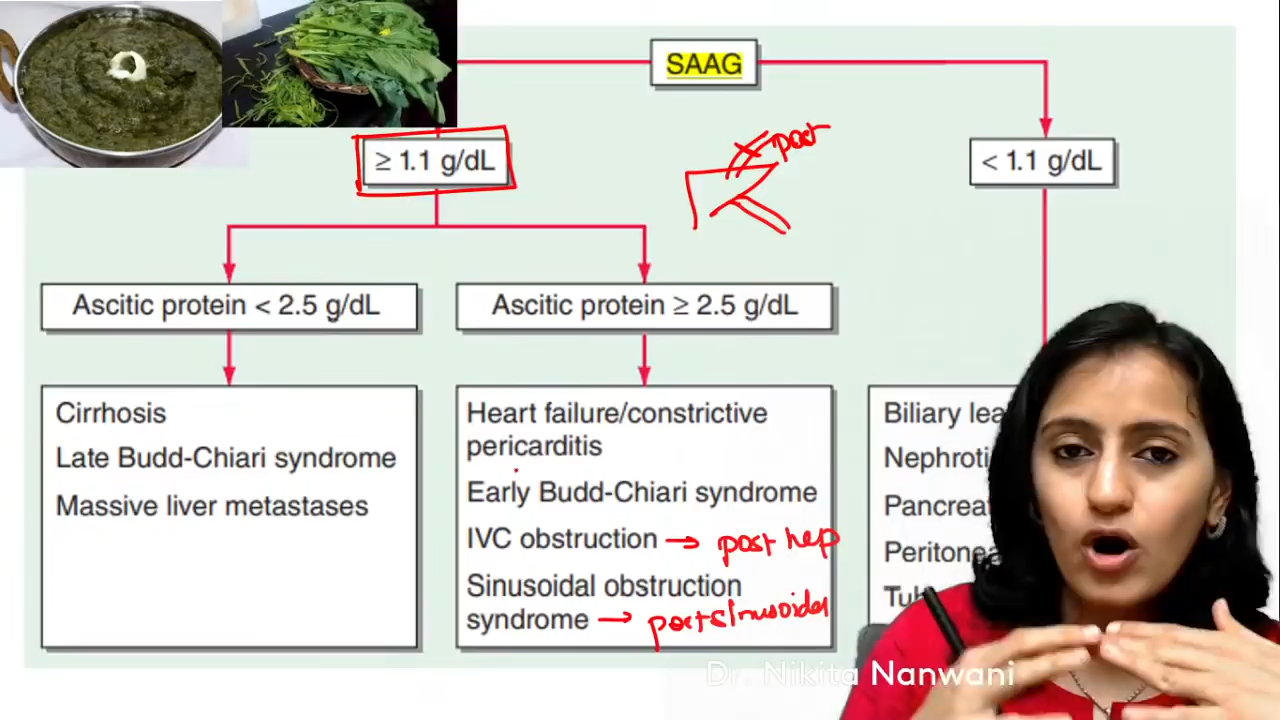 SAAG
≥ 1.1 g/dL
post
< 1.1 g/dL
Ascitic protein < 2.5 g/dL
Ascitic protein ≥ 2.5 g/dL
Cirrhosis
Late Budd-Chiari syndrome
Massive liver metastases
Heart failure/constrictive
pericarditis
Early Budd-Chiari syndrome
IVC obstruction → post hep
Sinusoidal obstruction
syndrome → postsinusoidal
Biliary lea
Nephroti
Pancrea
Peritonea
Tub
Dr. Nikita Nanwani